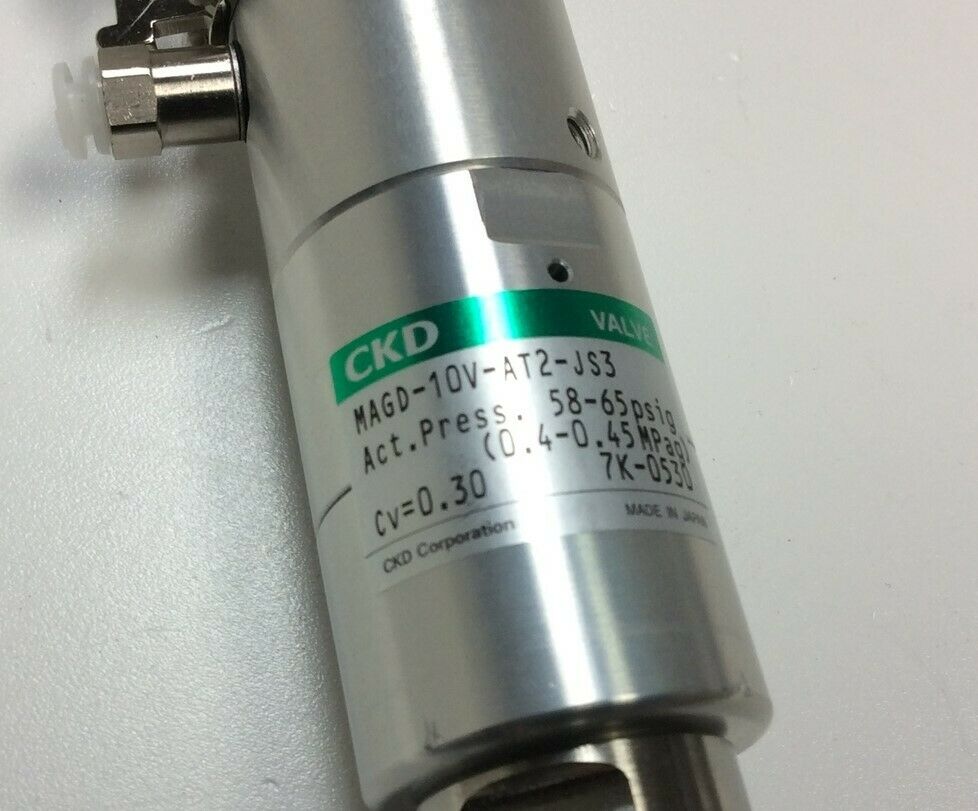 CKD VALVE
MAGD-10V-AT2-JS3
Act.Press. 58-65psig
(0.4-0.45MPag)
Cv=0.30 7K-0530
CKD Corporation MADE IN JAPAN